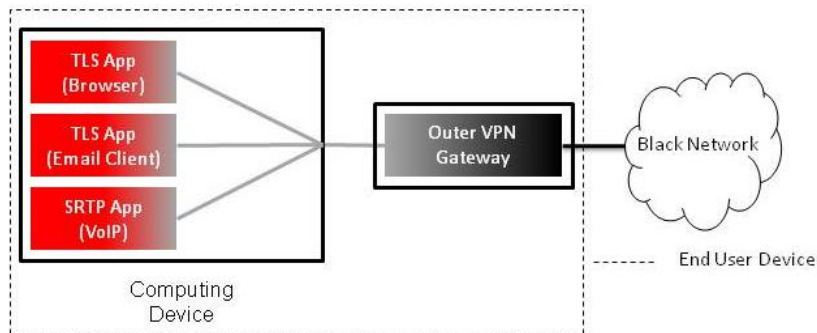 TLS App
(Browser)
TLS App
(Email Client)
SRTP App
(VoIP)
Outer VPN
Gateway
Black Network
End User Device
Computing
Device